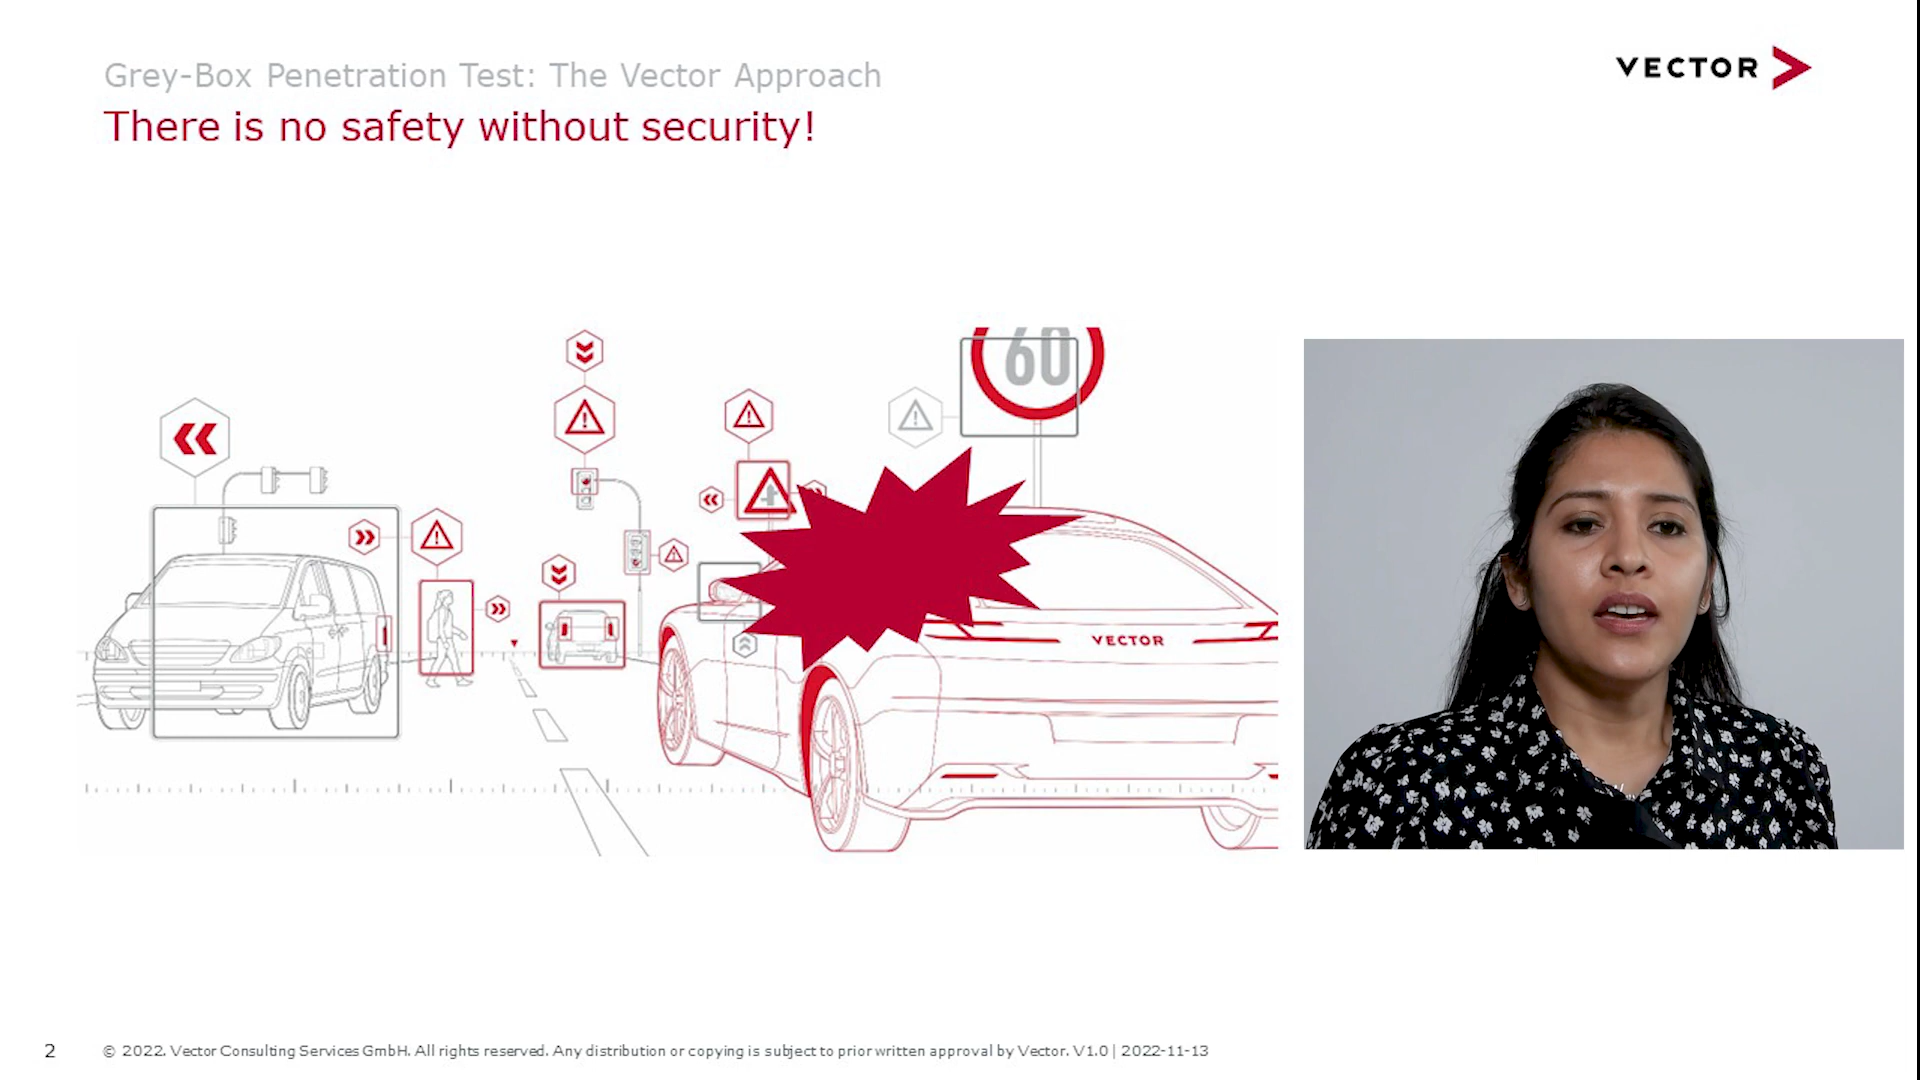 Grey-Box Penetration Test: The Vector Approach
VECTOR
There is no safety without security!
60
VECTOR
2
© 2022. Vector Consulting Services GmbH. All rights reserved. Any distribution or copying is subject to prior written approval by Vector. V1.0 | 2022-11-13